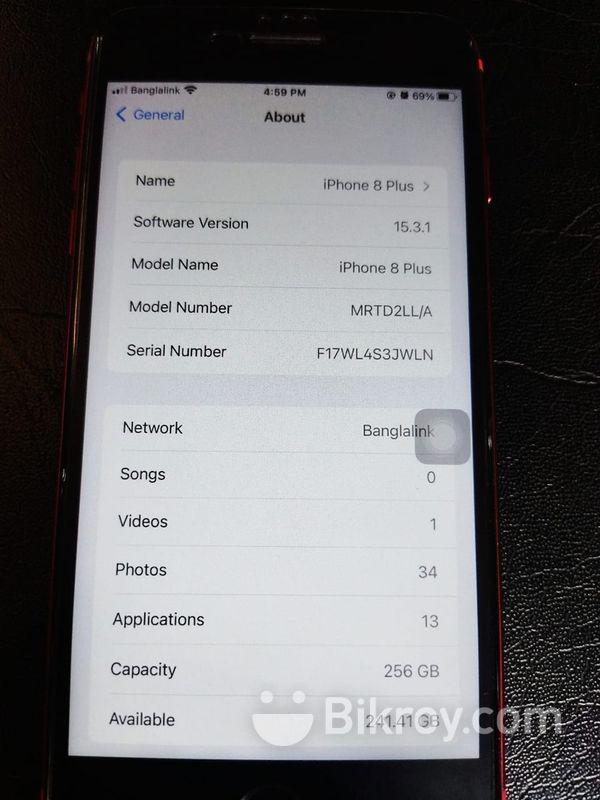 Banglalink 4:59 PM 69%
General About
Name iPhone 8 Plus
Software Version 15.3.1
Model Name iPhone 8 Plus
Model Number MRTD2LL/A
Serial Number F17WL4S3JWLN
Network Banglalink
Songs 0
Videos 1
Photos 34
Applications 13
Capacity 256 GB
Available 241.41 GB
Bikroy.com